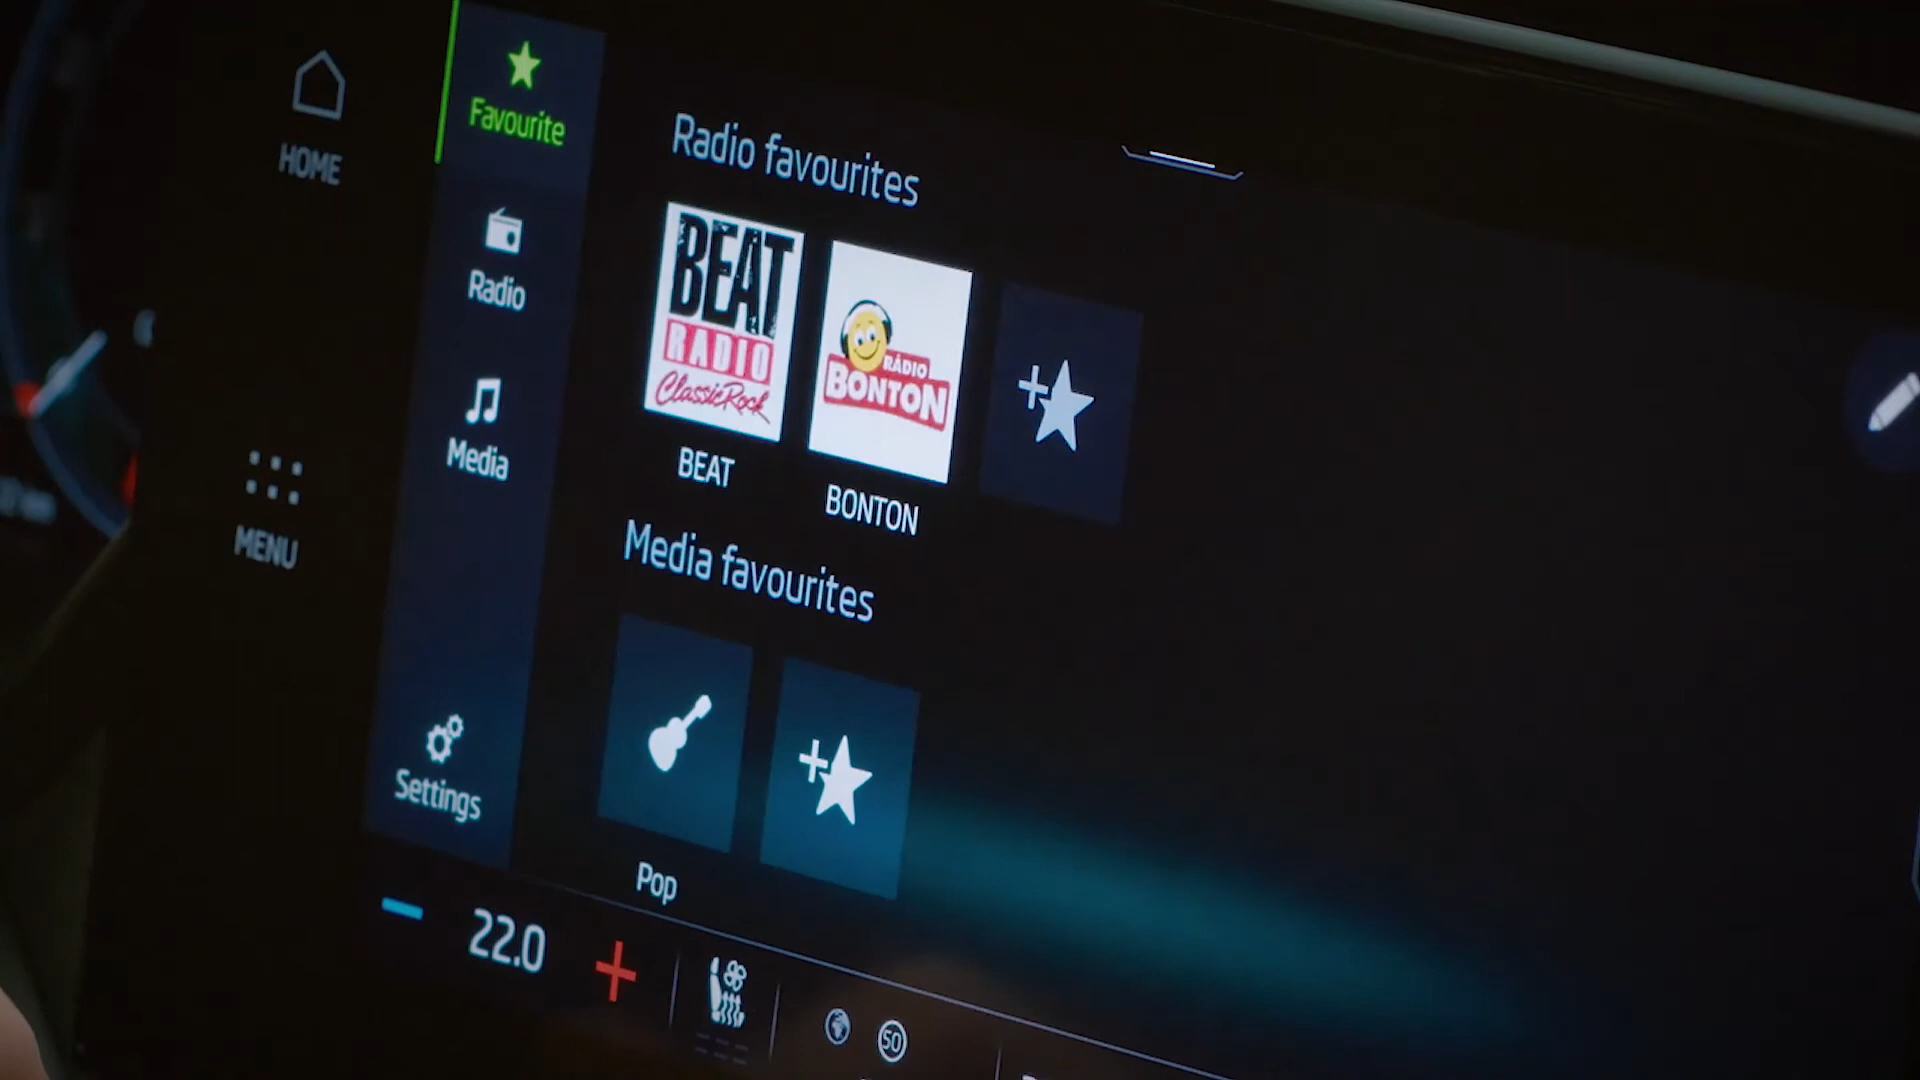 HOME
Favourite
Radio favourites
Radio
BEAT
RADIO
ClassicRock
RÁDIO
BONTON
BEAT
BONTON
Media
MENU
Media favourites
Settings
Pop
22.0
50